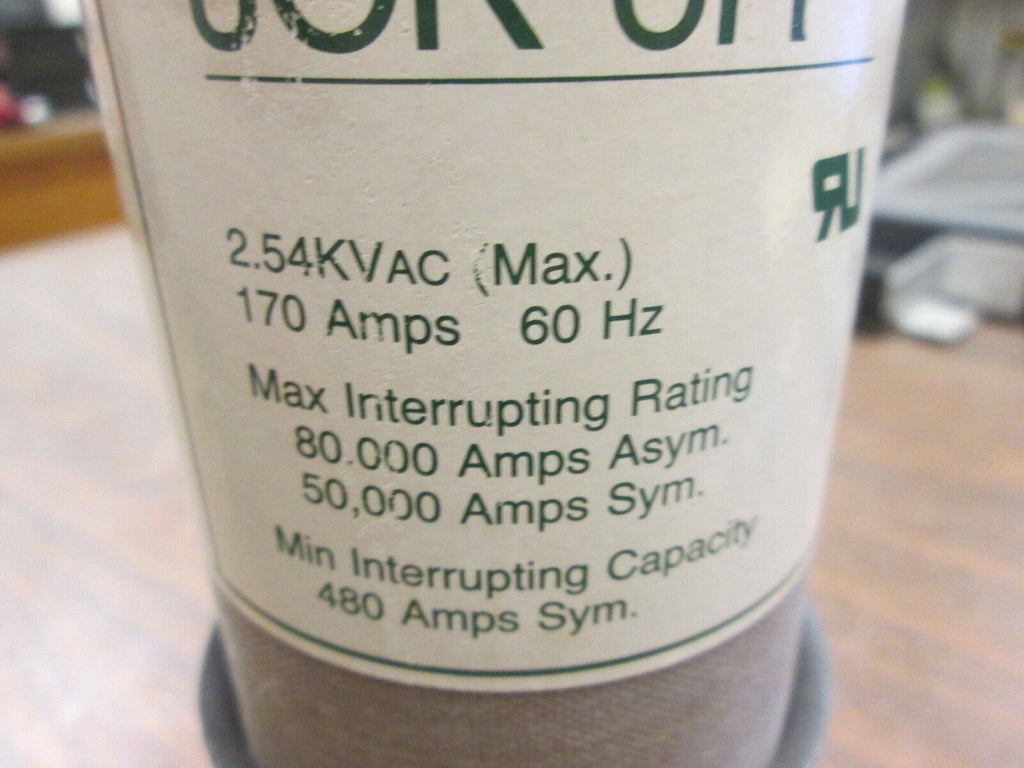 2.54KVAC (Max.)
170 Amps 60 Hz
Max Interrupting Rating
80.000 Amps Asym.
50,000 Amps Sym.
Min Interrupting Capacity
480 Amps Sym.